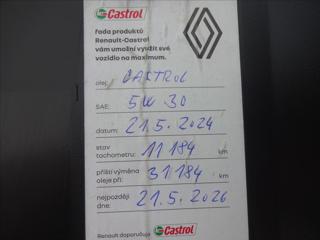 Castrol
řada produktů
Renault-Castrol
vám umožní využít své
vozidlo na maximum.
olej: CASTROL
SAE: 5W 30
datum: 21.5.2024
stav
tachometru: 11 184 km
příští výměna
oleje při: 31 184 km
nejpozději
dne: 21.5.2026
Renault doporučuje Castrol